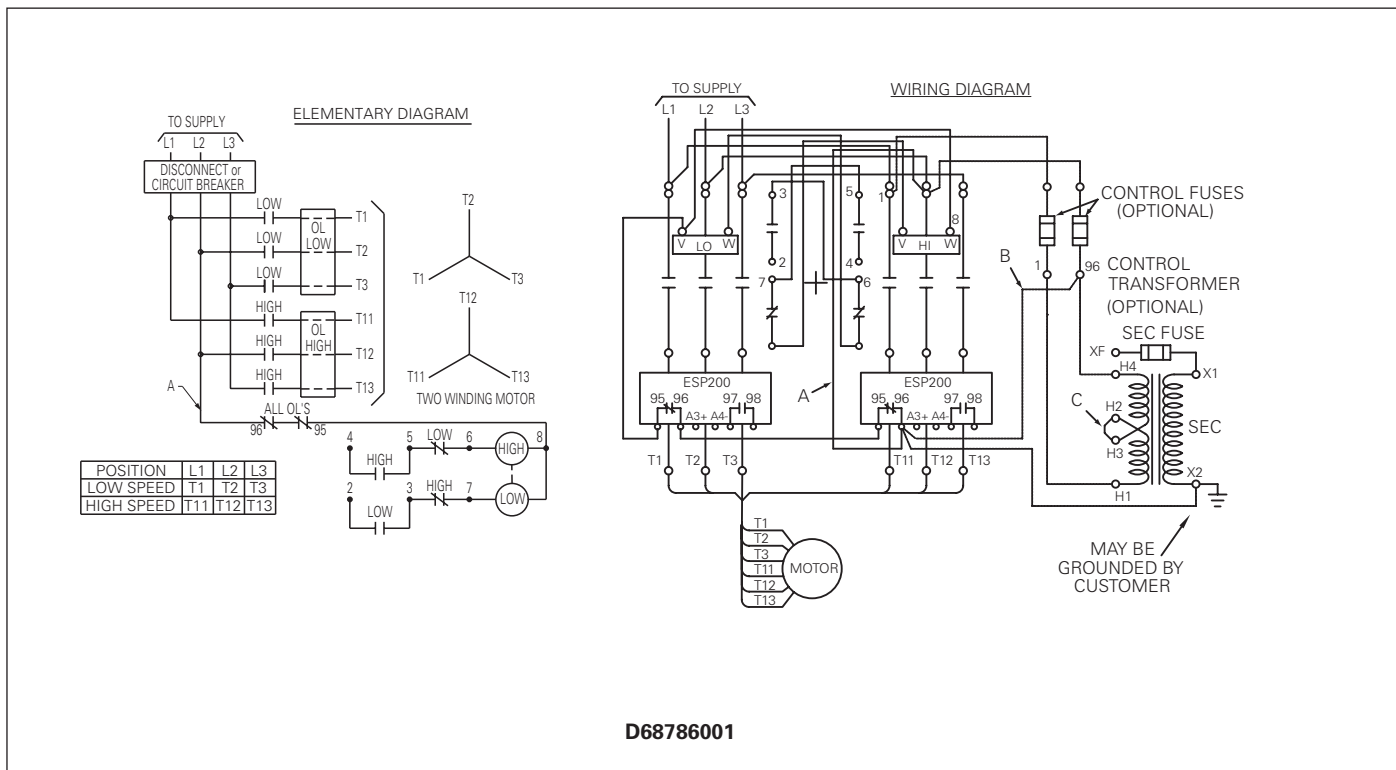 ELEMENTARY DIAGRAM
TO SUPPLY
L1 L2 L3
DISCONNECT or
CIRCUIT BREAKER
LOW
OL
LOW
T1
LOW
T2
LOW
T3
HIGH
OL
HIGH
T11
HIGH
T12
HIGH
T13
A
ALL OL'S
96 95
T2
T1 T3
T12
T11 T13
TWO WINDING MOTOR
4 5 LOW 6 HIGH 8
HIGH
2 3 HIGH 7 LOW
LOW
POSITION L1 L2 L3
LOW SPEED T1 T2 T3
HIGH SPEED T11 T12 T13
WIRING DIAGRAM
TO SUPPLY
L1 L2 L3
3 5 1
V LO W
V HI W 8
2 4
7 6
A
B
ESP200
95 96 97 98
A3+ A4-
ESP200
95 96 97 98
A3+ A4-
T1 T2 T3
T11 T12 T13
T1
T2
T3
T11
T12
T13
MOTOR
CONTROL FUSES
(OPTIONAL)
1 96
CONTROL
TRANSFORMER
(OPTIONAL)
SEC FUSE
XF
H4 X1
C
H2
H3
SEC
H1 X2
MAY BE
GROUNDED BY
CUSTOMER
D68786001